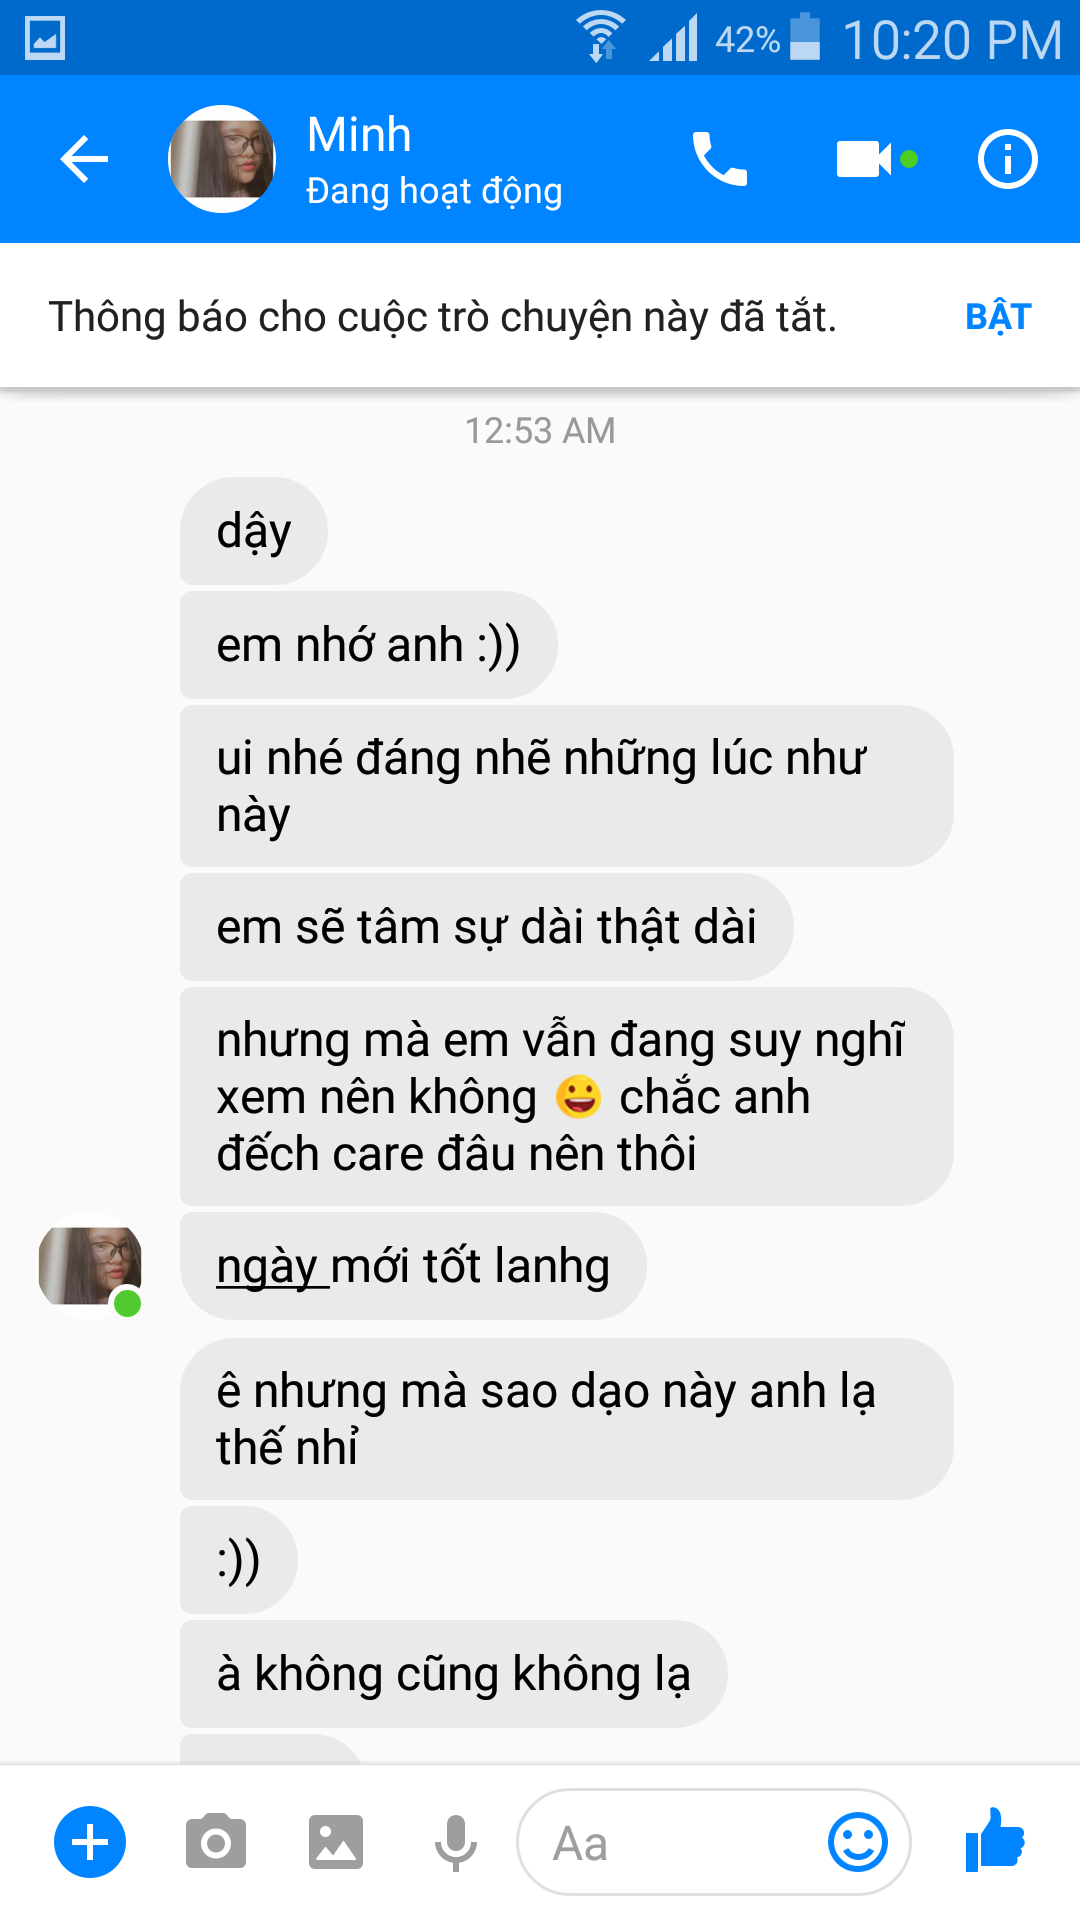 42% 10:20 PM
Minh
Đang hoạt động
Thông báo cho cuộc trò chuyện này đã tắt. BẬT
12:53 AM
dậy
em nhớ anh :))
ui nhé đáng nhẽ những lúc như
này
em sẽ tâm sự dài thật dài
nhưng mà em vẫn đang suy nghĩ
xem nên không 😀 chắc anh
đếch care đâu nên thôi
ngày mới tốt lanhg
ê nhưng mà sao dạo này anh lạ
thế nhỉ
:))
à không cũng không lạ
Aa